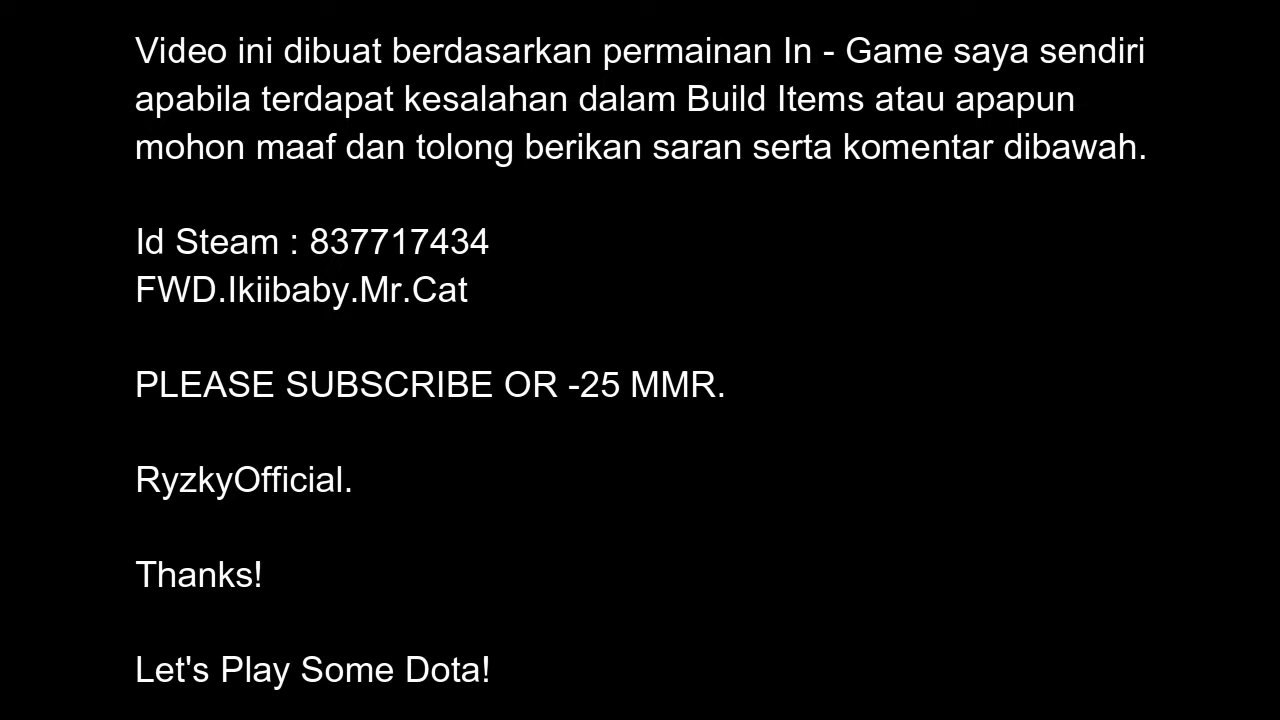 Video ini dibuat berdasarkan permainan In - Game saya sendiri
apabila terdapat kesalahan dalam Build Items atau apapun
mohon maaf dan tolong berikan saran serta komentar dibawah.
Id Steam : 837717434
FWD.Ikiibaby.Mr.Cat
PLEASE SUBSCRIBE OR -25 MMR.
RyzkyOfficial.
Thanks!
Let's Play Some Dota!